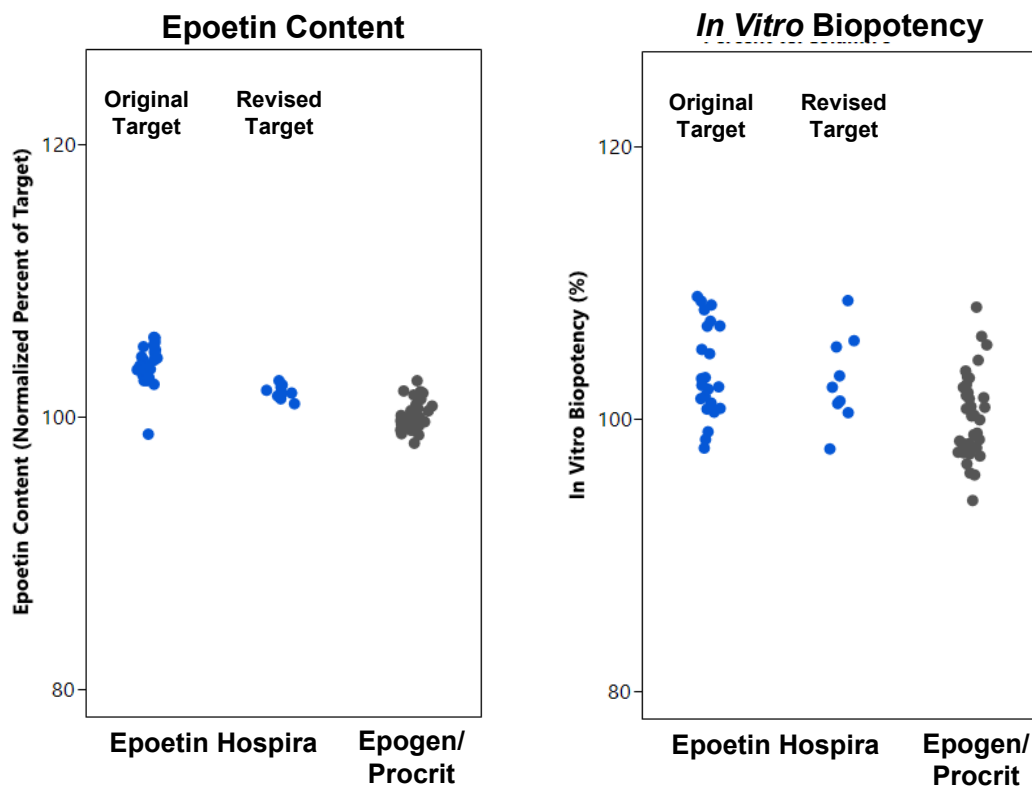 Epoetin Content
Original
Target
Revised
Target
120
100
80
Epoetin Content (Normalized Percent of Target)
Epoetin Hospira
Epogen/
Procrit
In Vitro Biopotency
Original
Target
Revised
Target
120
100
80
In Vitro Biopotency (%)
Epoetin Hospira
Epogen/
Procrit